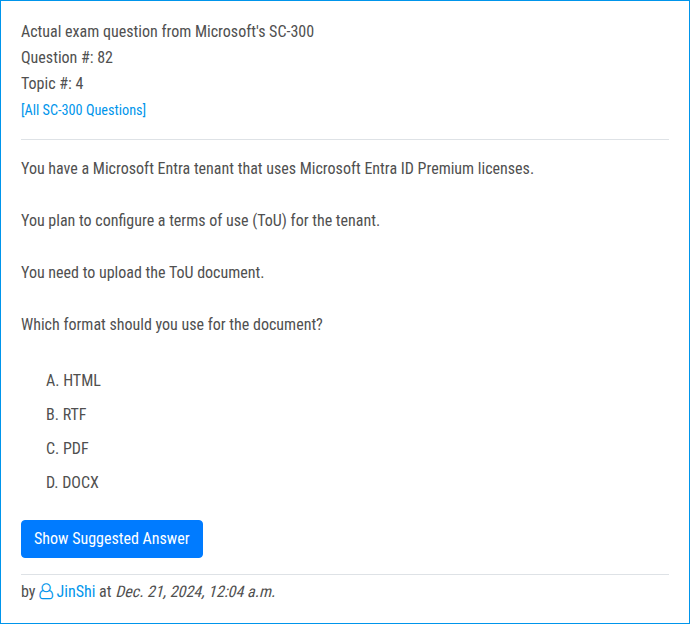 Actual exam question from Microsoft's SC-300
Question #: 82
Topic #: 4
[All SC-300 Questions]
You have a Microsoft Entra tenant that uses Microsoft Entra ID Premium licenses.
You plan to configure a terms of use (ToU) for the tenant.
You need to upload the ToU document.
Which format should you use for the document?
A. HTML
B. RTF
C. PDF
D. DOCX
Show Suggested Answer
by JinShi at Dec. 21, 2024, 12:04 a.m.